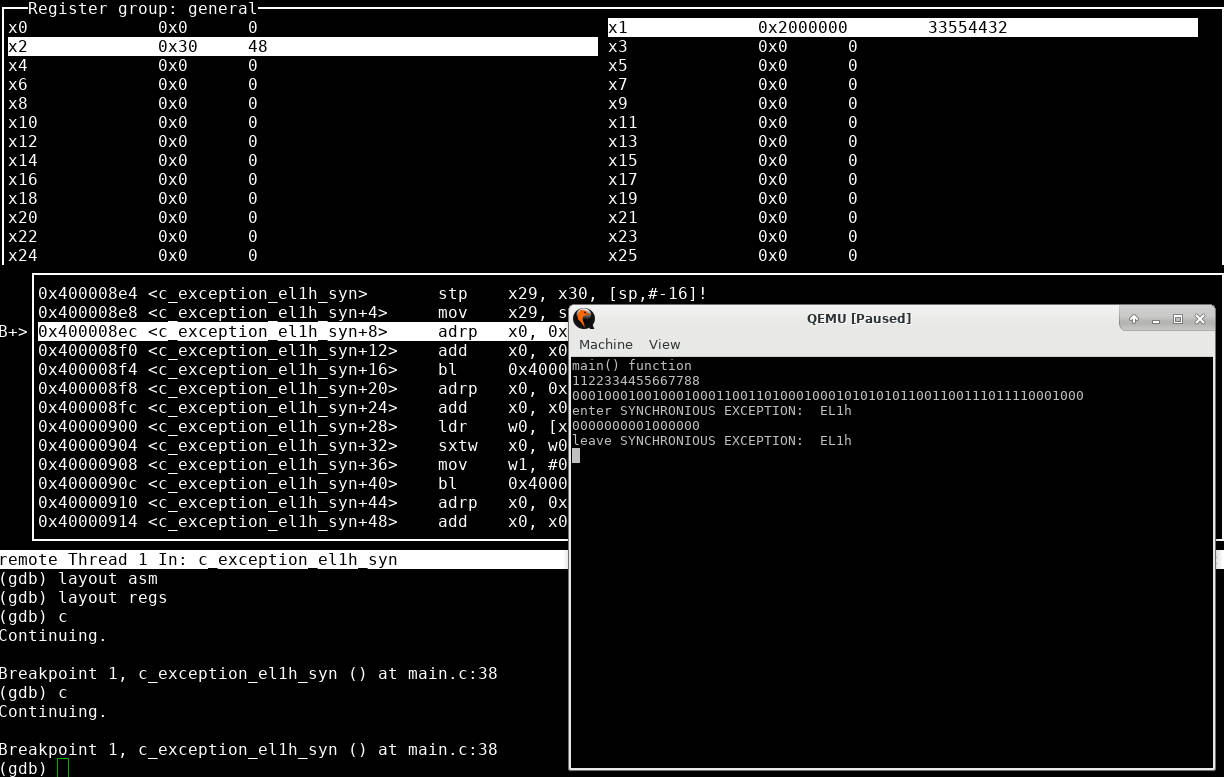 Register group: general
x0 0x0 0 x1 0x2000000 33554432
x2 0x30 48 x3 0x0 0
x4 0x0 0 x5 0x0 0
x6 0x0 0 x7 0x0 0
x8 0x0 0 x9 0x0 0
x10 0x0 0 x11 0x0 0
x12 0x0 0 x13 0x0 0
x14 0x0 0 x15 0x0 0
x16 0x0 0 x17 0x0 0
x18 0x0 0 x19 0x0 0
x20 0x0 0 x21 0x0 0
x22 0x0 0 x23 0x0 0
x24 0x0 0 x25 0x0 0
0x400008e4 <c_exception_el1h_syn> stp x29, x30, [sp,#-16]!
0x400008e8 <c_exception_el1h_syn+4> mov x29, s
B+> 0x400008ec <c_exception_el1h_syn+8> adrp x0, 0x
0x400008f0 <c_exception_el1h_syn+12> add x0, x0
0x400008f4 <c_exception_el1h_syn+16> bl 0x4000
0x400008f8 <c_exception_el1h_syn+20> adrp x0, 0x
0x400008fc <c_exception_el1h_syn+24> add x0, x0
0x40000900 <c_exception_el1h_syn+28> ldr w0, [x
0x40000904 <c_exception_el1h_syn+32> sxtw x0, w0
0x40000908 <c_exception_el1h_syn+36> mov w1, #0
0x4000090c <c_exception_el1h_syn+40> bl 0x4000
0x40000910 <c_exception_el1h_syn+44> adrp x0, 0x
0x40000914 <c_exception_el1h_syn+48> add x0, x0
remote Thread 1 In: c_exception_el1h_syn
(gdb) layout asm
(gdb) layout regs
(gdb) c
Continuing.
Breakpoint 1, c_exception_el1h_syn () at main.c:38
(gdb) c
Continuing.
Breakpoint 1, c_exception_el1h_syn () at main.c:38
(gdb)
QEMU [Paused]
Machine View
main() function
1122334455667788
0001000100100010001100110100010001010101011001100111011110001000
enter SYNCHRONIOUS EXCEPTION: EL1h
0000000001000000
leave SYNCHRONIOUS EXCEPTION: EL1h